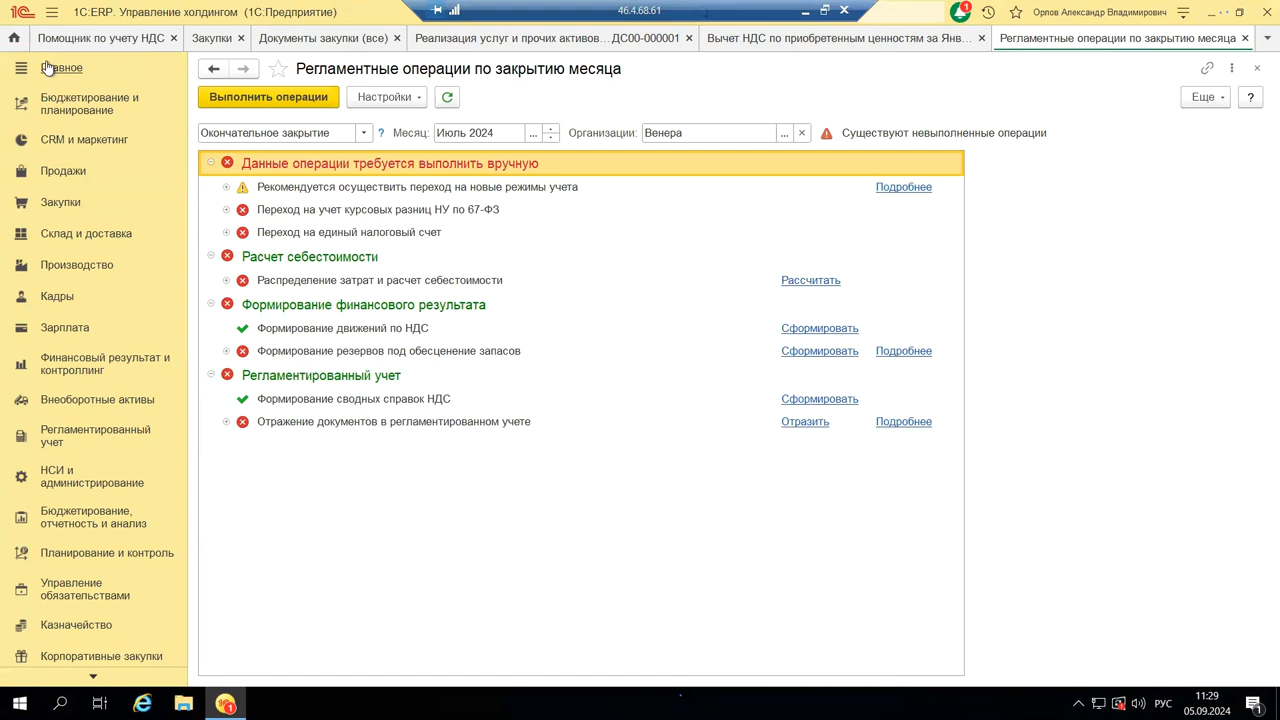 1С:ERP. Управление холдингом (1С:Предприятие)
46.4.68.61
1
Орлов Александр Владимирович
Помощник по учету НДС
Закупки
Документы закупки (все)
Реализация услуг и прочих активов... ДС00-000001
Вычет НДС по приобретенным ценностям за Янв...
Регламентные операции по закрытию месяца
Бюджетирование и
планирование
CRM и маркетинг
Продажи
Закупки
Склад и доставка
Производство
Кадры
Зарплата
Финансовый результат и
контроллинг
Внеоборотные активы
Регламентированный
учет
НСИ и
администрирование
Бюджетирование,
отчетность и анализ
Планирование и контроль
Управление
обязательствами
Казначейство
Корпоративные закупки
Регламентные операции по закрытию месяца
Выполнить операции
Настройки
Еще
?
Окончательное закрытие
?
Месяц:
Июль 2024
...
Организации:
Венера
...
Существуют невыполненные операции
Данные операции требуется выполнить вручную
Рекомендуется осуществить переход на новые режимы учета
Подробнее
Переход на учет курсовых разниц НУ по 67-ФЗ
Переход на единый налоговый счет
Расчет себестоимости
Распределение затрат и расчет себестоимости
Рассчитать
Формирование финансового результата
Формирование движений по НДС
Сформировать
Формирование резервов под обесценение запасов
Сформировать
Подробнее
Регламентированный учет
Формирование сводных справок НДС
Сформировать
Отражение документов в регламентированном учете
Отразить
Подробнее
1
РУС
11:29
05.09.2024
1